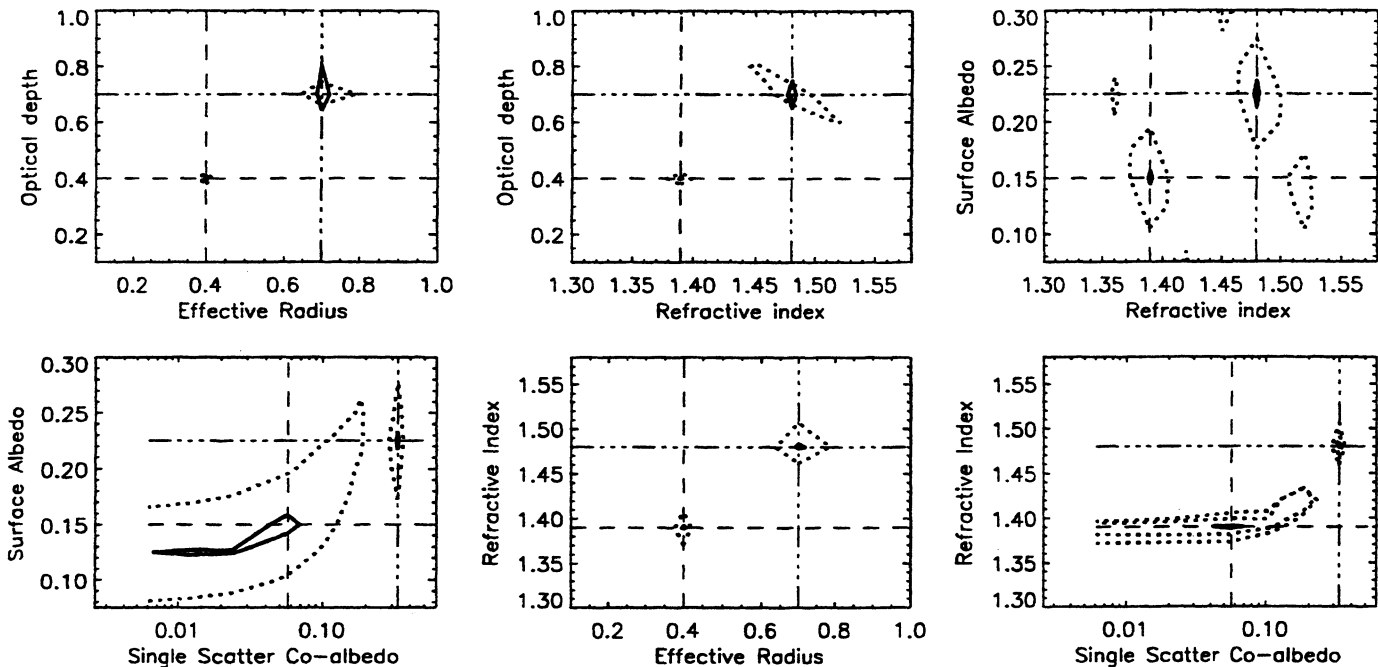 Optical depth
1.0
0.8
0.6
0.4
0.2
0.2 0.4 0.6 0.8 1.0
Effective Radius
Optical depth
1.0
0.8
0.6
0.4
0.2
1.30 1.35 1.40 1.45 1.50 1.55
Refractive index
Surface Albedo
0.30
0.25
0.20
0.15
0.10
1.30 1.35 1.40 1.45 1.50 1.55
Refractive index
Surface Albedo
0.30
0.25
0.20
0.15
0.10
0.01 0.10
Single Scatter Co-albedo
Refractive Index
1.55
1.50
1.45
1.40
1.35
1.30
0.2 0.4 0.6 0.8 1.0
Effective Radius
Refractive Index
1.55
1.50
1.45
1.40
1.35
1.30
0.01 0.10
Single Scatter Co-albedo